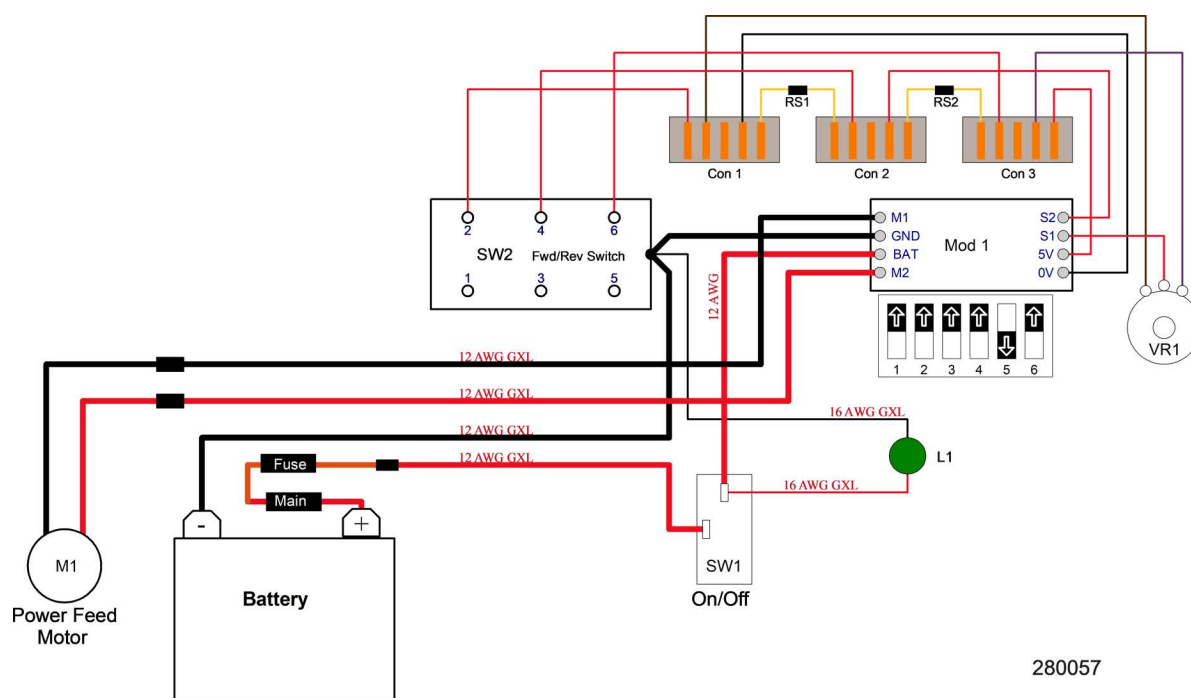 RS1
RS2
Con 1
Con 2
Con 3
2
4
6
SW2
Fwd/Rev Switch
1
3
5
M1
GND
BAT
M2
Mod 1
S2
S1
5V
0V
12 AWG
VR1
1
2
3
4
5
6
12 AWG GXL
12 AWG GXL
12 AWG GXL
12 AWG GXL
16 AWG GXL
L1
16 AWG GXL
Fuse
Main
-
+
M1
Power Feed
Motor
Battery
SW1
On/Off
280057